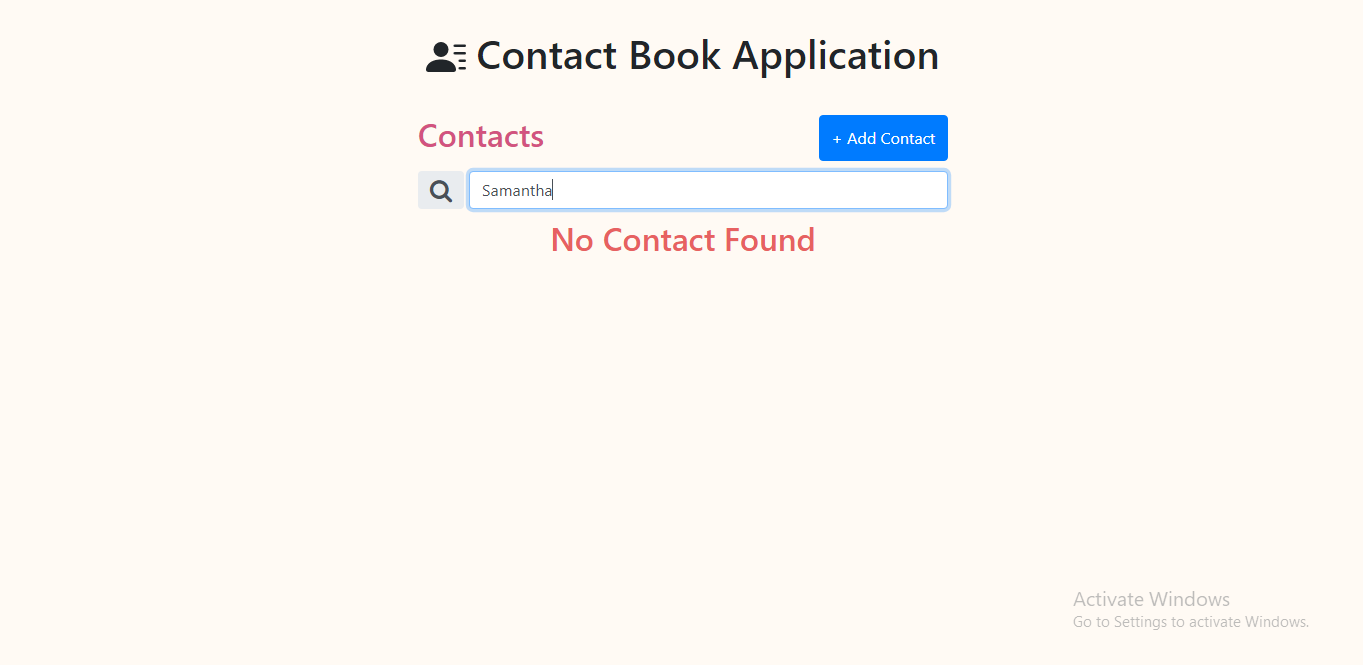 Contact Book Application
Contacts
+ Add Contact
Samantha
No Contact Found
Activate Windows
Go to Settings to activate Windows.